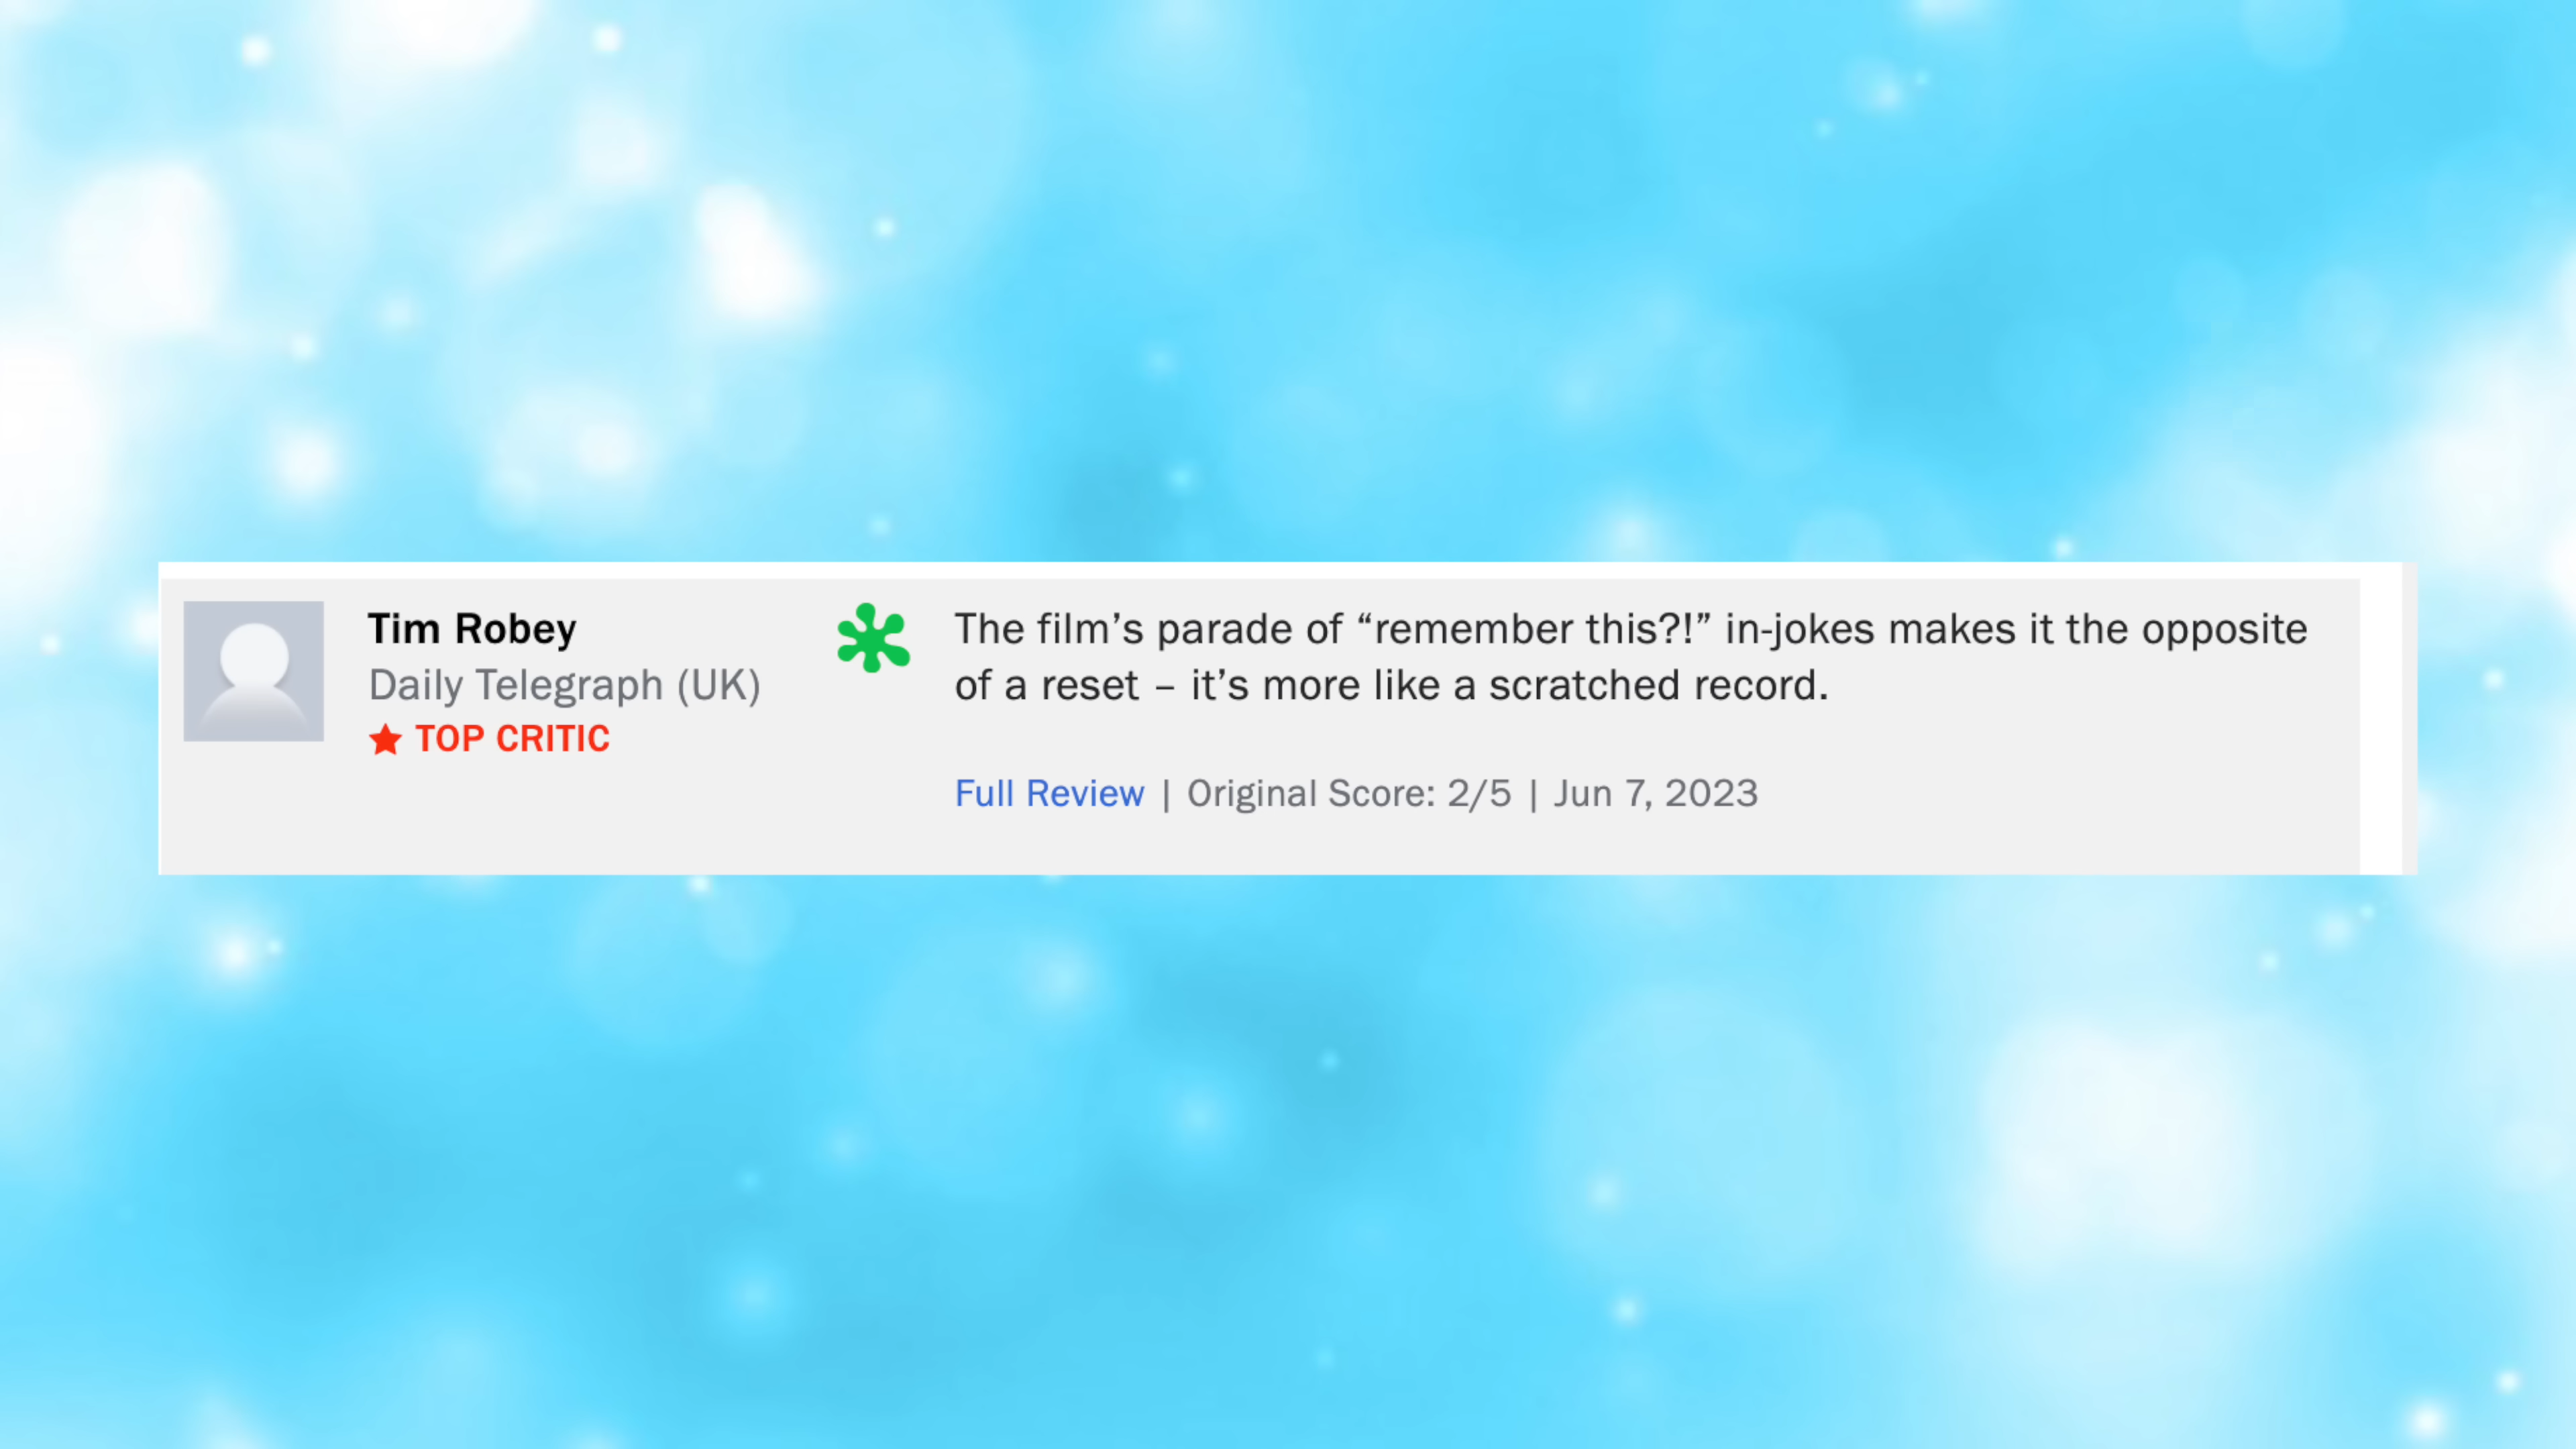 Tim Robey
Daily Telegraph (UK)
TOP CRITIC
The film’s parade of “remember this?!” in-jokes makes it the opposite
of a reset – it’s more like a scratched record.
Full Review | Original Score: 2/5 | Jun 7, 2023